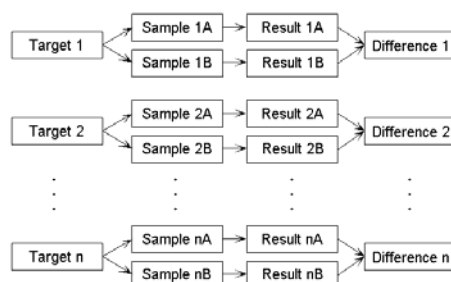 Sample 1A Result 1A
Target 1 Difference 1
Sample 1B Result 1B
Sample 2A Result 2A
Target 2 Difference 2
Sample 2B Result 2B
Sample nA Result nA
Target n Difference n
Sample nB Result nB